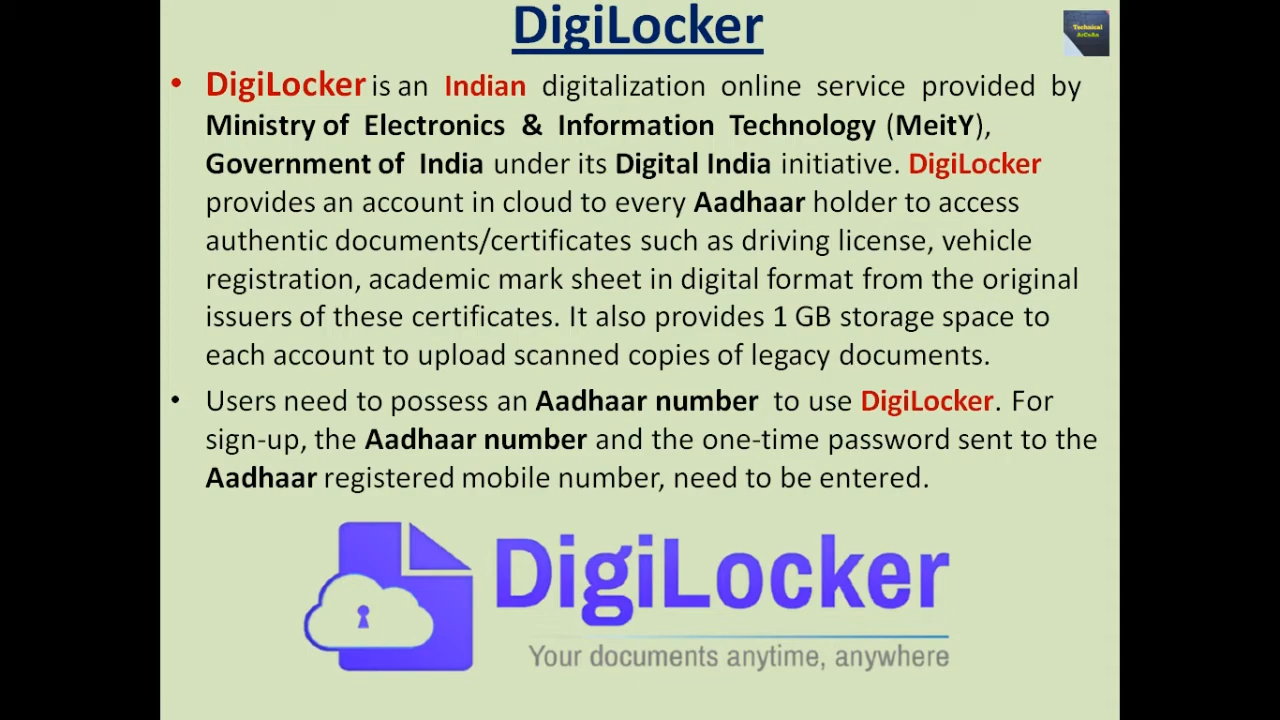 DigiLocker
Technical
ArCuAs
• DigiLocker is an Indian digitalization online service provided by
Ministry of Electronics & Information Technology (MeitY),
Government of India under its Digital India initiative. DigiLocker
provides an account in cloud to every Aadhaar holder to access
authentic documents/certificates such as driving license, vehicle
registration, academic mark sheet in digital format from the original
issuers of these certificates. It also provides 1 GB storage space to
each account to upload scanned copies of legacy documents.
• Users need to possess an Aadhaar number to use DigiLocker. For
sign-up, the Aadhaar number and the one-time password sent to the
Aadhaar registered mobile number, need to be entered.
DigiLocker
Your documents anytime, anywhere